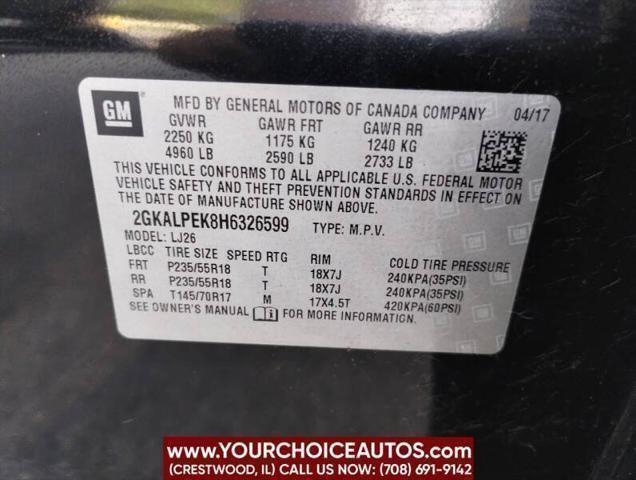 GM
MFD BY GENERAL MOTORS OF CANADA COMPANY 04/17
GVWR GAWR FRT GAWR RR
2250 KG 1175 KG 1240 KG
4960 LB 2590 LB 2733 LB
THIS VEHICLE CONFORMS TO ALL APPLICABLE U.S. FEDERAL MOTOR
VEHICLE SAFETY AND THEFT PREVENTION STANDARDS IN EFFECT ON
THE DATE OF MANUFACTURE SHOWN ABOVE.
2GKALPEK8H6326599 TYPE: M.P.V.
MODEL: LJ26
LBCC TIRE SIZE SPEED RTG RIM COLD TIRE PRESSURE
FRT P235/55R18 T 18X7J 240KPA(35PSI)
RR P235/55R18 T 18X7J 240KPA(35PSI)
SPA T145/70R17 M 17X4.5T 420KPA(60PSI)
SEE OWNER'S MANUAL i FOR MORE INFORMATION.
WWW.YOURCHOICEAUTOS.COM
(CRESTWOOD, IL) CALL US NOW: (708) 691-9142